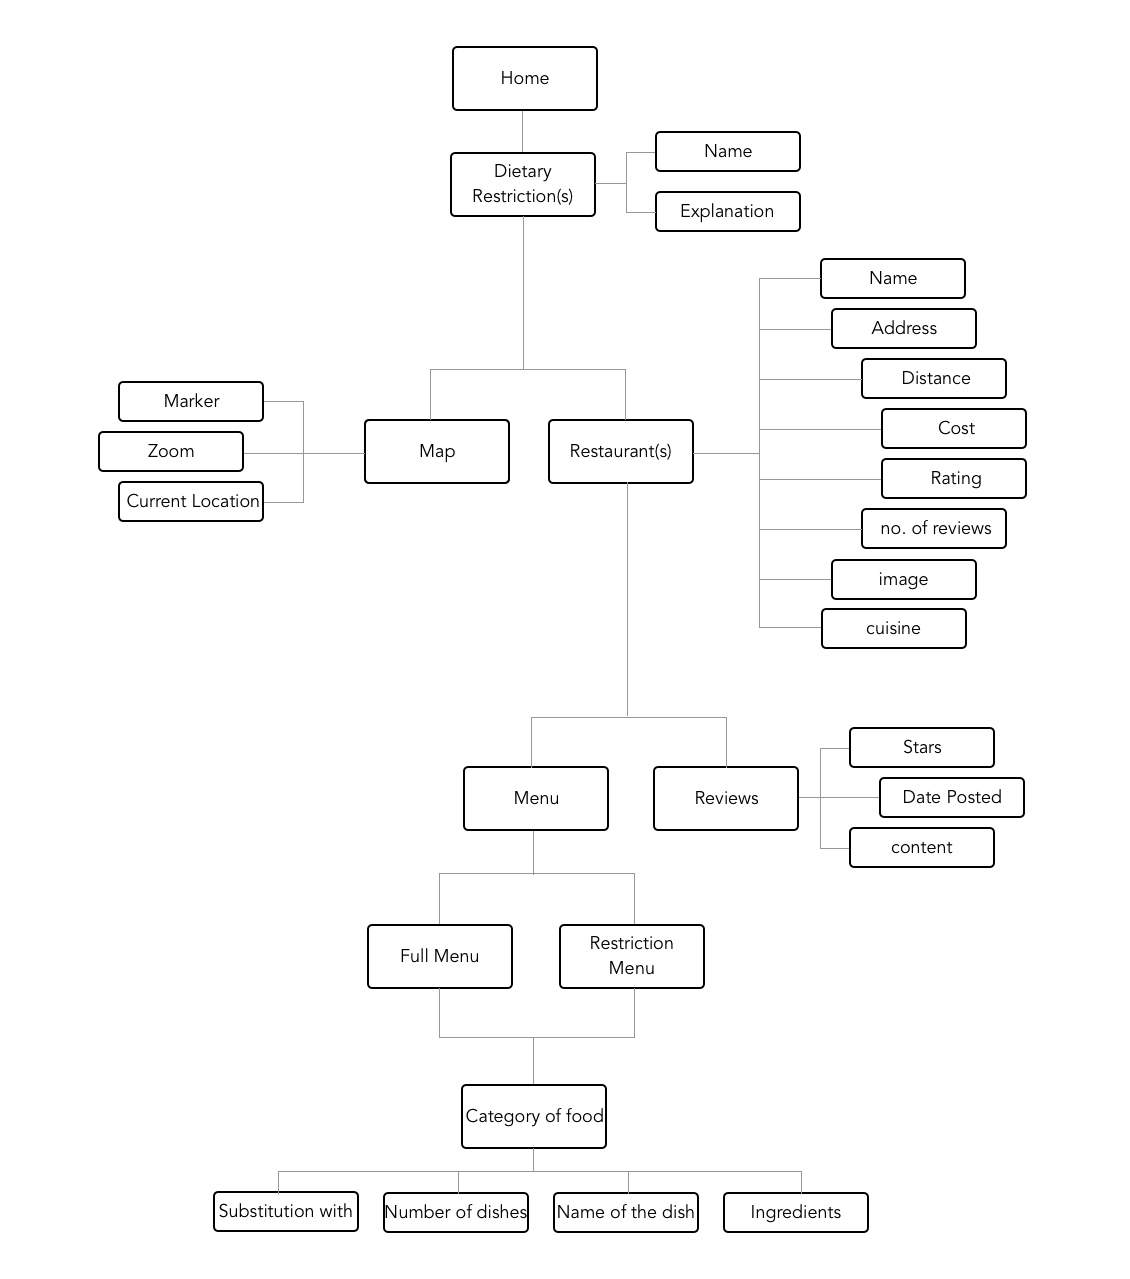 Home
Dietary
Restriction(s)
Name
Explanation
Name
Address
Distance
Cost
Rating
no. of reviews
image
cuisine
Marker
Zoom
Current Location
Map
Restaurant(s)
Menu
Reviews
Stars
Date Posted
content
Full Menu
Restriction
Menu
Category of food
Substitution with
Number of dishes
Name of the dish
Ingredients